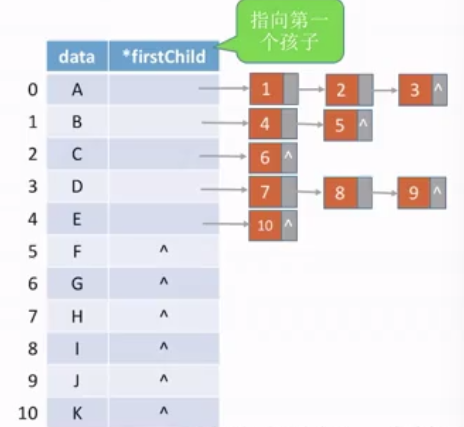 指向第一
个孩子
data *firstChild
0 A 1 2 3 ^
1 B 4 5 ^
2 C 6 ^
3 D 7 8 9 ^
4 E 10 ^
5 F ^
6 G ^
7 H ^
8 I ^
9 J ^
10 K ^